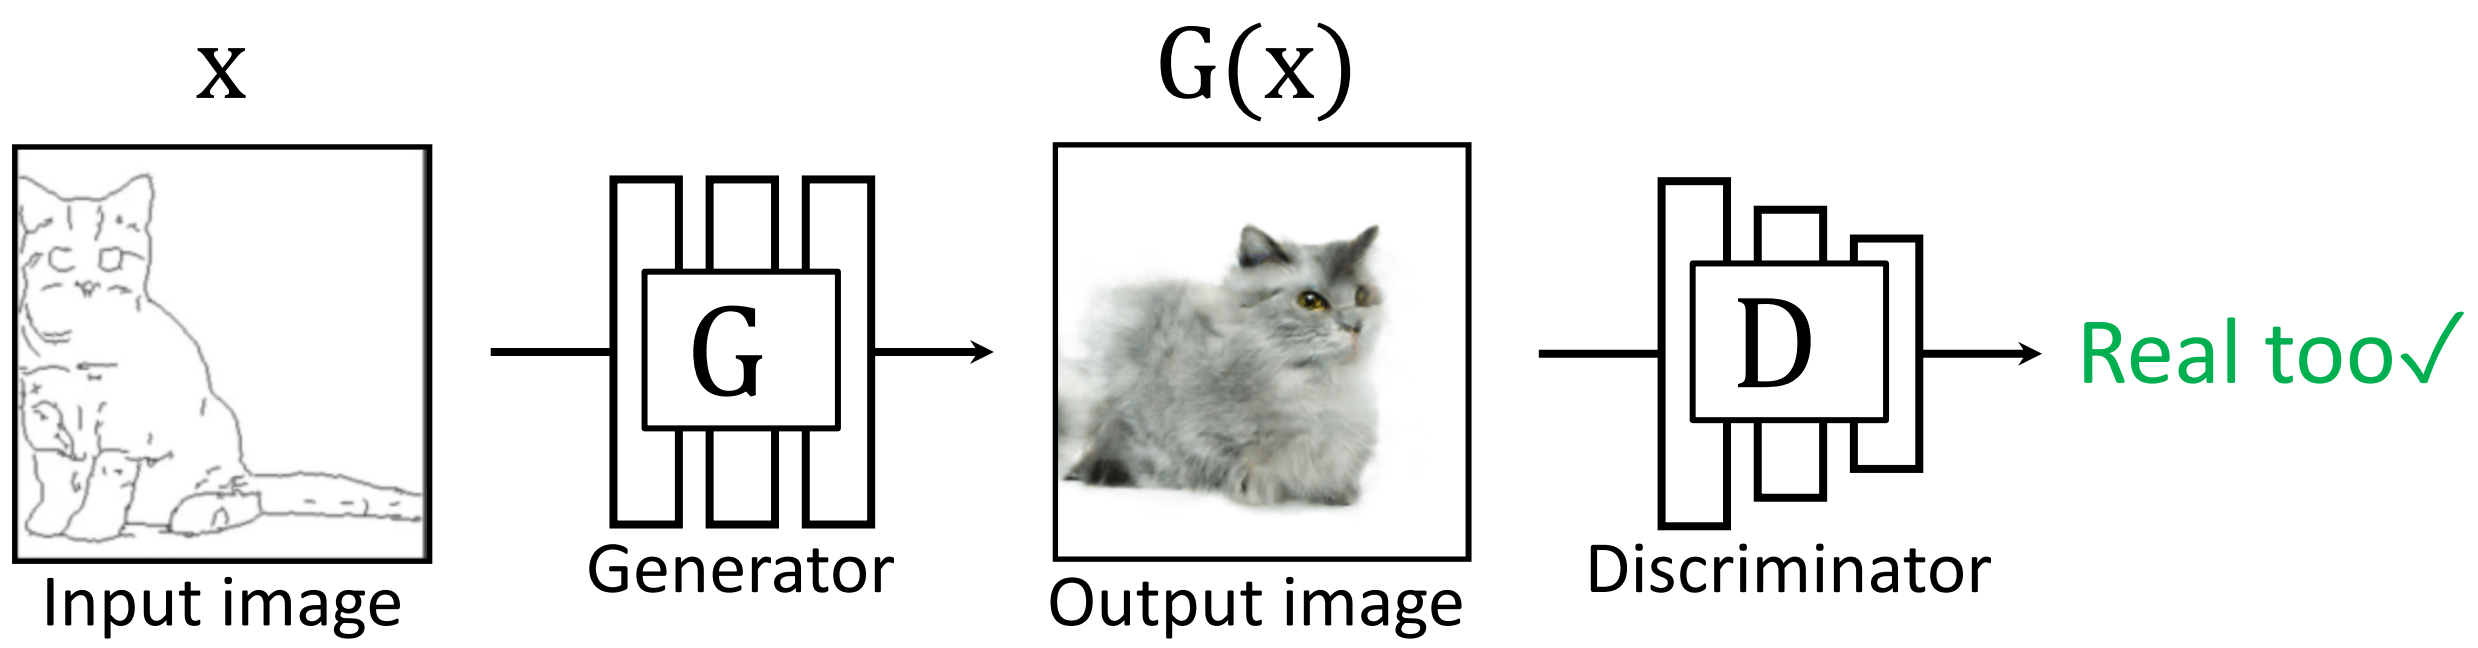 x
G(x)
G
D
Real too✓
Generator
Discriminator
Input image
Output image